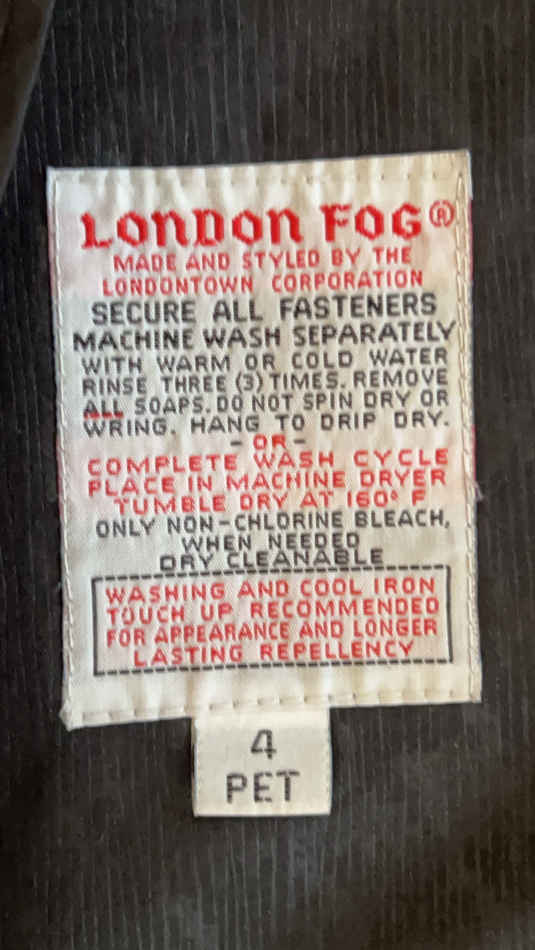 LONDON FOG®
MADE AND STYLED BY THE
LONDONTOWN CORPORATION
SECURE ALL FASTENERS
MACHINE WASH SEPARATELY
WITH WARM OR COLD WATER
RINSE THREE (3) TIMES. REMOVE
ALL SOAPS. DO NOT SPIN DRY OR
WRING. HANG TO DRIP DRY.
- OR -
COMPLETE WASH CYCLE
PLACE IN MACHINE DRYER
TUMBLE DRY AT 160° F
ONLY NON-CHLORINE BLEACH,
WHEN NEEDED
DRY CLEANABLE
WASHING AND COOL IRON
TOUCH UP RECOMMENDED
FOR APPEARANCE AND LONGER
LASTING REPELLENCY
4
PET